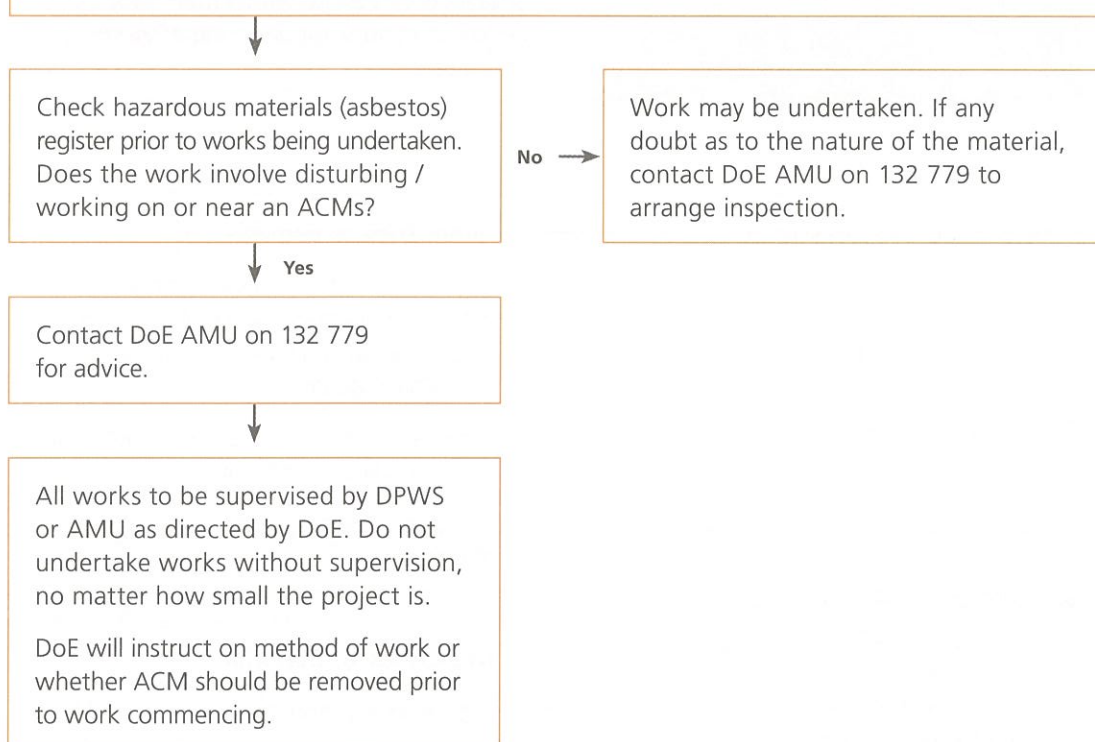 Check hazardous materials (asbestos)
register prior to works being undertaken.
Does the work involve disturbing /
working on or near an ACMs?
No
Work may be undertaken. If any
doubt as to the nature of the material,
contact DoE AMU on 132 779 to
arrange inspection.
Yes
Contact DoE AMU on 132 779
for advice.
All works to be supervised by DPWS
or AMU as directed by DoE. Do not
undertake works without supervision,
no matter how small the project is.
DoE will instruct on method of work or
whether ACM should be removed prior
to work commencing.